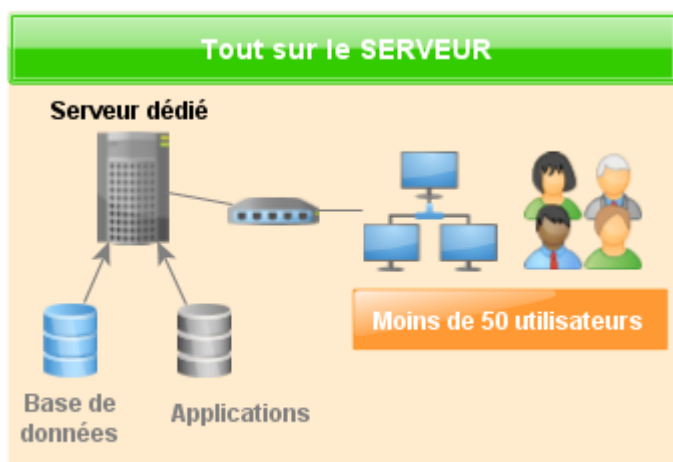 Tout sur le SERVEUR
Serveur dédié
Moins de 50 utilisateurs
Base de
données
Applications